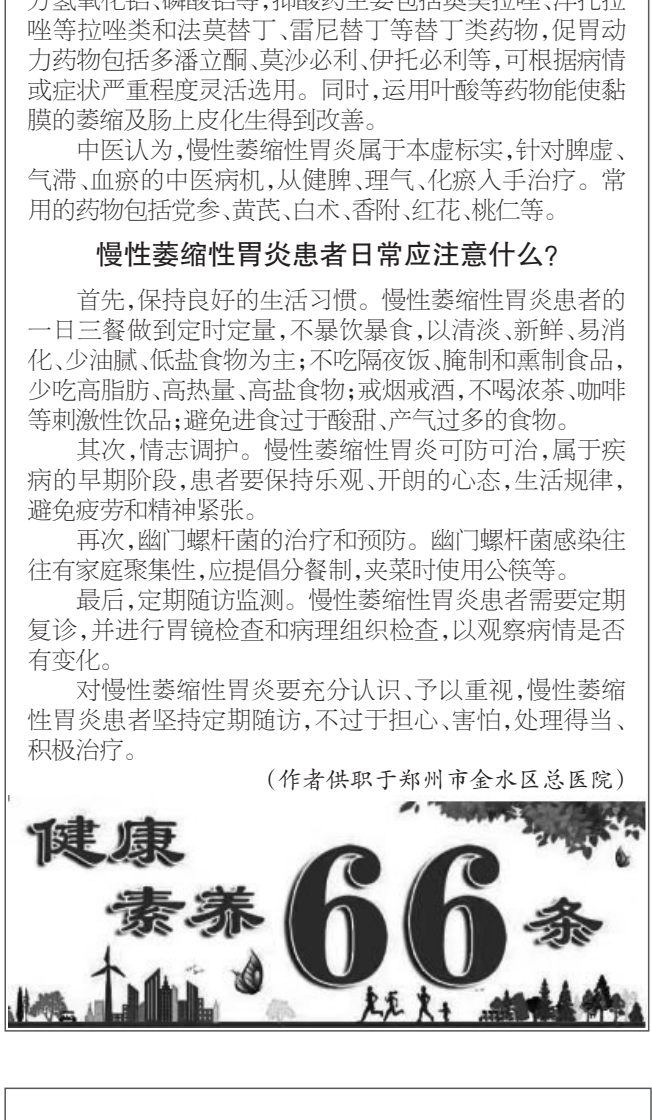 方氢氧化铝、磷酸铝等,抑酸药主要包括奥美拉唑、泮托拉
唑等拉唑类和法莫替丁、雷尼替丁等替丁类药物,促胃动
力药物包括多潘立酮、莫沙必利、伊托必利等,可根据病情
或症状严重程度灵活选用。同时,运用叶酸等药物能使黏
膜的萎缩及肠上皮化生得到改善。
中医认为,慢性萎缩性胃炎属于本虚标实,针对脾虚、
气滞、血瘀的中医病机,从健脾、理气、化瘀入手治疗。常
用的药物包括党参、黄芪、白术、香附、红花、桃仁等。
慢性萎缩性胃炎患者日常应注意什么?
首先,保持良好的生活习惯。慢性萎缩性胃炎患者的
一日三餐做到定时定量,不暴饮暴食,以清淡、新鲜、易消
化、少油腻、低盐食物为主;不吃隔夜饭、腌制和熏制食品,
少吃高脂肪、高热量、高盐食物;戒烟戒酒,不喝浓茶、咖啡
等刺激性饮品;避免进食过于酸甜、产气过多的食物。
其次,情志调护。慢性萎缩性胃炎可防可治,属于疾
病的早期阶段,患者要保持乐观、开朗的心态,生活规律,
避免疲劳和精神紧张。
再次,幽门螺杆菌的治疗和预防。幽门螺杆菌感染往
往有家庭聚集性,应提倡分餐制,夹菜时使用公筷等。
最后,定期随访监测。慢性萎缩性胃炎患者需要定期
复诊,并进行胃镜检查和病理组织检查,以观察病情是否
有变化。
对慢性萎缩性胃炎要充分认识、予以重视,慢性萎缩
性胃炎患者坚持定期随访,不过于担心、害怕,处理得当、
积极治疗。
(作者供职于郑州市金水区总医院)
健康
素养 66 条